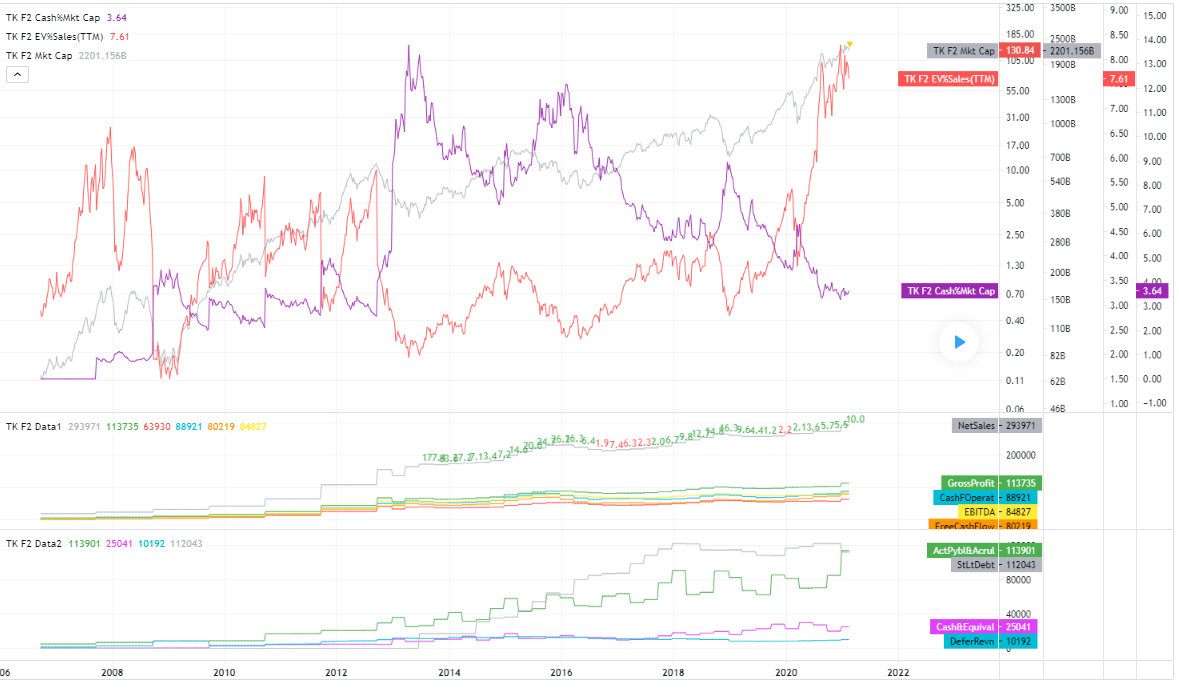 TK F2 Cash%Mkt Cap 3.64
TK F2 EV%Sales(TTM) 7.61
TK F2 Mkt Cap 2201.156B
325.00 3500B 9.00 15.00
185.00 2500B 8.50 14.00
TK F2 Mkt Cap 130.84 2201.156B
105.00 1900B 8.00 13.00
TK F2 EV%Sales(TTM) 7.61
55.00 1300B 7.00 12.00
31.00 1000B 6.50 11.00
17.00 700B 6.00 10.00
10.00 540B 5.50 9.00
5.00 380B 5.00 8.00
2.50 280B 4.50 7.00
1.30 200B 4.00 6.00
0.70 150B 3.50 5.00
TK F2 Cash%Mkt Cap 3.64
0.40 110B 3.00 3.00
0.20 82B 2.50 2.00
0.11 62B 2.00 1.00
0.06 46B 1.50 0.00
1.00 −1.00
TK F2 Data1 293971 113735 63930 88921 80219 84827
NetSales 293971
10.0
200000
GrossProfit 113735
CashFOperat 88921
EBITDA 84827
FreeCashFlow 80219
TK F2 Data2 113901 25041 10192 112043
ActPybl&Acrul 113901
StLtDebt 112043
80000
40000
Cash&Equival 25041
DeferRevn 10192
0
06 2008 2010 2012 2014 2016 2018 2020 2022